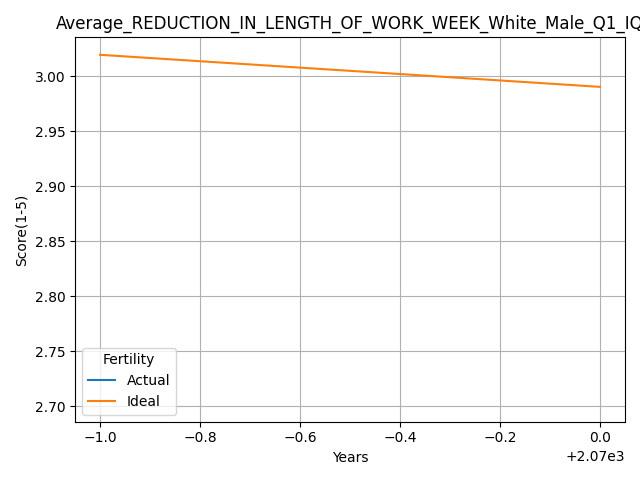 Average_REDUCTION_IN_LENGTH_OF_WORK_WEEK_White_Male_Q1_IQ
3.00
2.95
2.90
2.85
2.80
2.75
2.70
Score(1-5)
Fertility
Actual
Ideal
−1.0 −0.8 −0.6 −0.4 −0.2 0.0
Years
+2.07e3